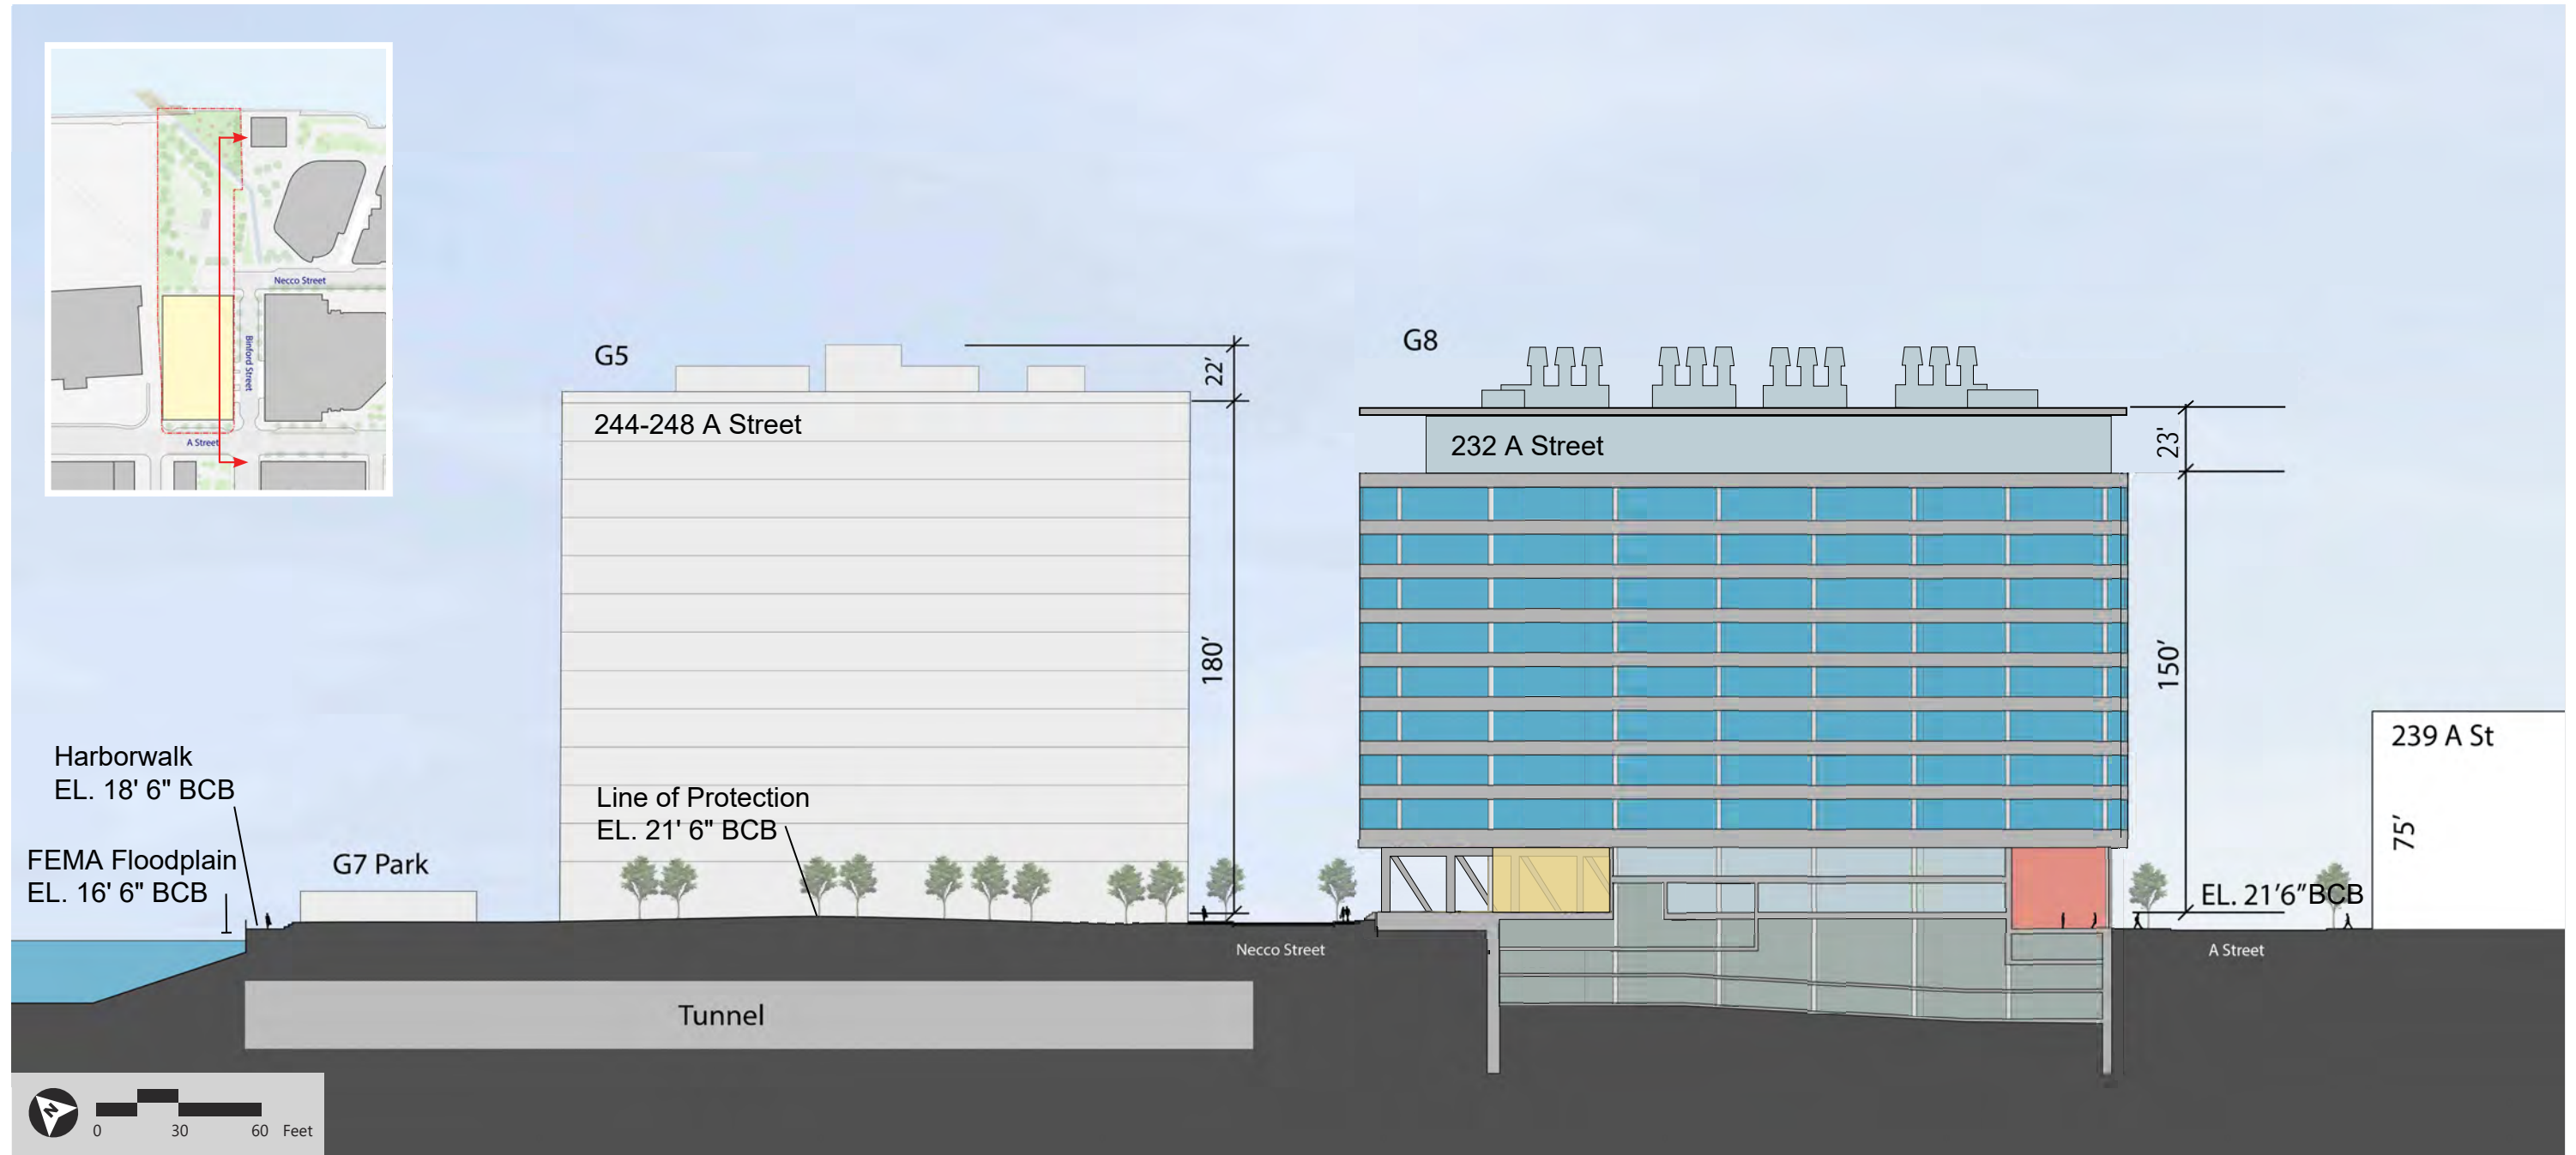 Necco Street
Binford Street
A Street
G5
244-248 A Street
22'
180'
G8
232 A Street
23'
150'
239 A St
75'
EL. 21'6"BCB
Harborwalk
EL. 18' 6" BCB
FEMA Floodplain
EL. 16' 6" BCB
G7 Park
Line of Protection
EL. 21' 6" BCB
Necco Street
A Street
Tunnel
N
0 30 60 Feet